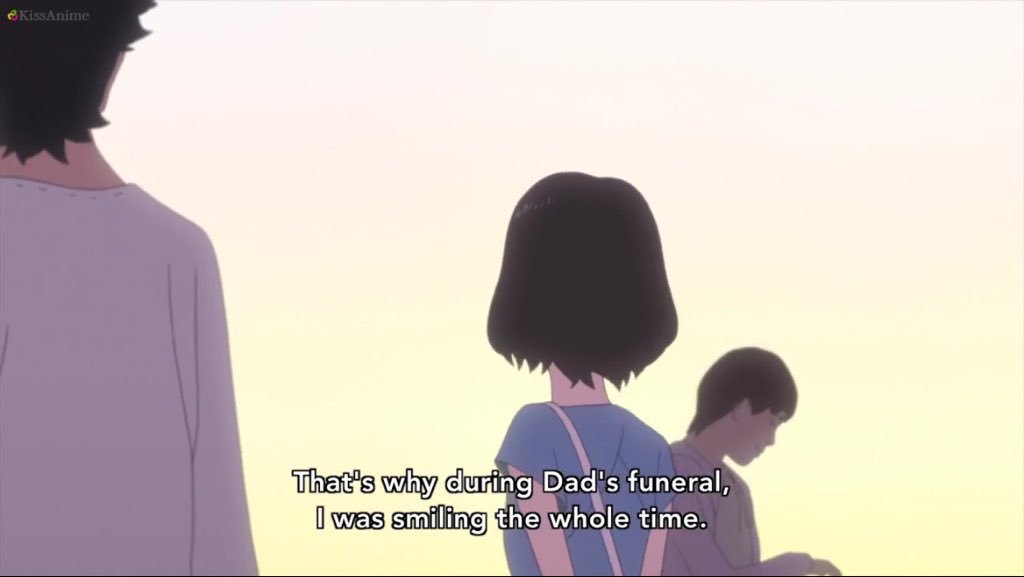 KissAnime
That's why during Dad's funeral,
I was smiling the whole time.